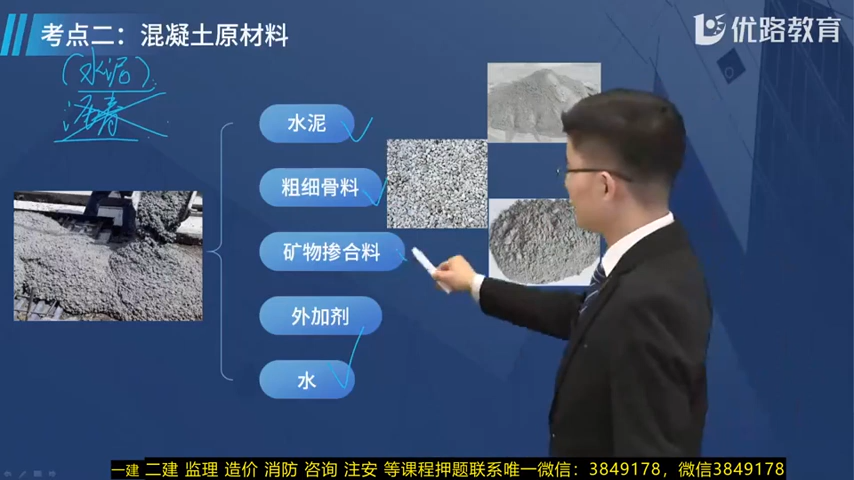 考点二：混凝土原材料
优路教育
(水泥)
水泥
粗细骨料
矿物掺合料
外加剂
水
一建 二建 监理 造价 消防 咨询 注安 等课程押题联系唯一微信：3849178，微信3849178